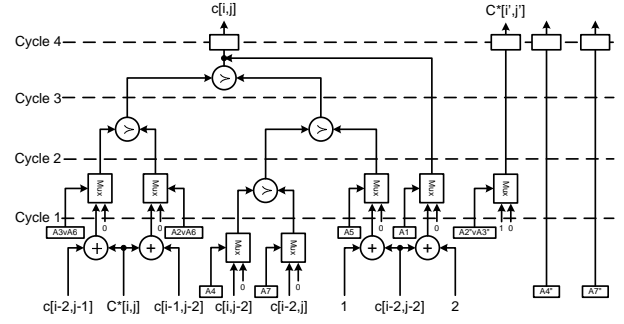 c[i,j]
C*[i',j']
Cycle 4
≻
Cycle 3
≻ ≻
Cycle 2
Mux Mux ≻ Mux Mux Mux
Cycle 1
0 0 0 0 1 0
A3vA6 A2vA6 A5 A1 A2"vA3"
+ + Mux Mux + +
0 0
A4 A7 A4" A7"
c[i-2,j-1] C*[i,j] c[i-1,j-2] c[i,j-2] c[i-2,j] 1 c[i-2,j-2] 2